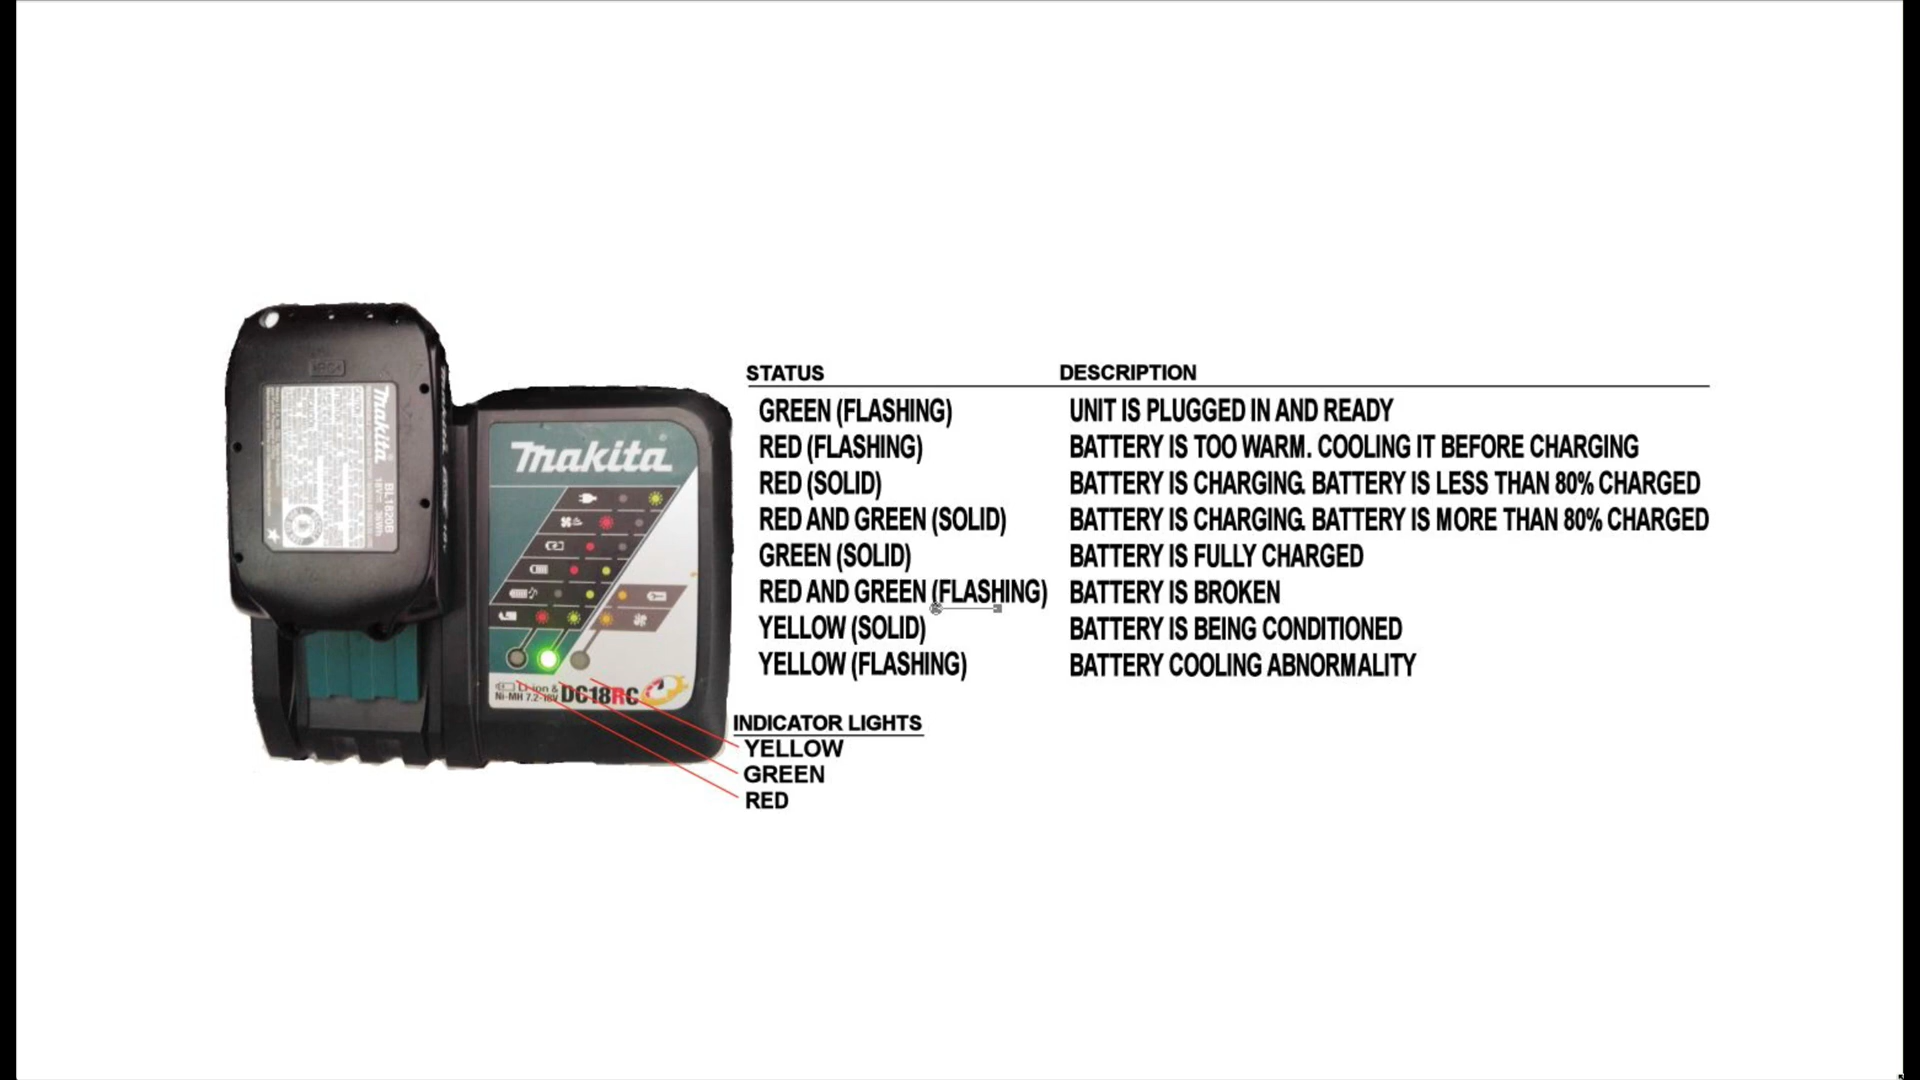 makita
BL1820B
18V 36Wh
makita
Li-ion &
Ni-MH 7.2-18V
DC18RC
STATUS DESCRIPTION
GREEN (FLASHING) UNIT IS PLUGGED IN AND READY
RED (FLASHING) BATTERY IS TOO WARM. COOLING IT BEFORE CHARGING
RED (SOLID) BATTERY IS CHARGING. BATTERY IS LESS THAN 80% CHARGED
RED AND GREEN (SOLID) BATTERY IS CHARGING. BATTERY IS MORE THAN 80% CHARGED
GREEN (SOLID) BATTERY IS FULLY CHARGED
RED AND GREEN (FLASHING) BATTERY IS BROKEN
YELLOW (SOLID) BATTERY IS BEING CONDITIONED
YELLOW (FLASHING) BATTERY COOLING ABNORMALITY
INDICATOR LIGHTS
YELLOW
GREEN
RED